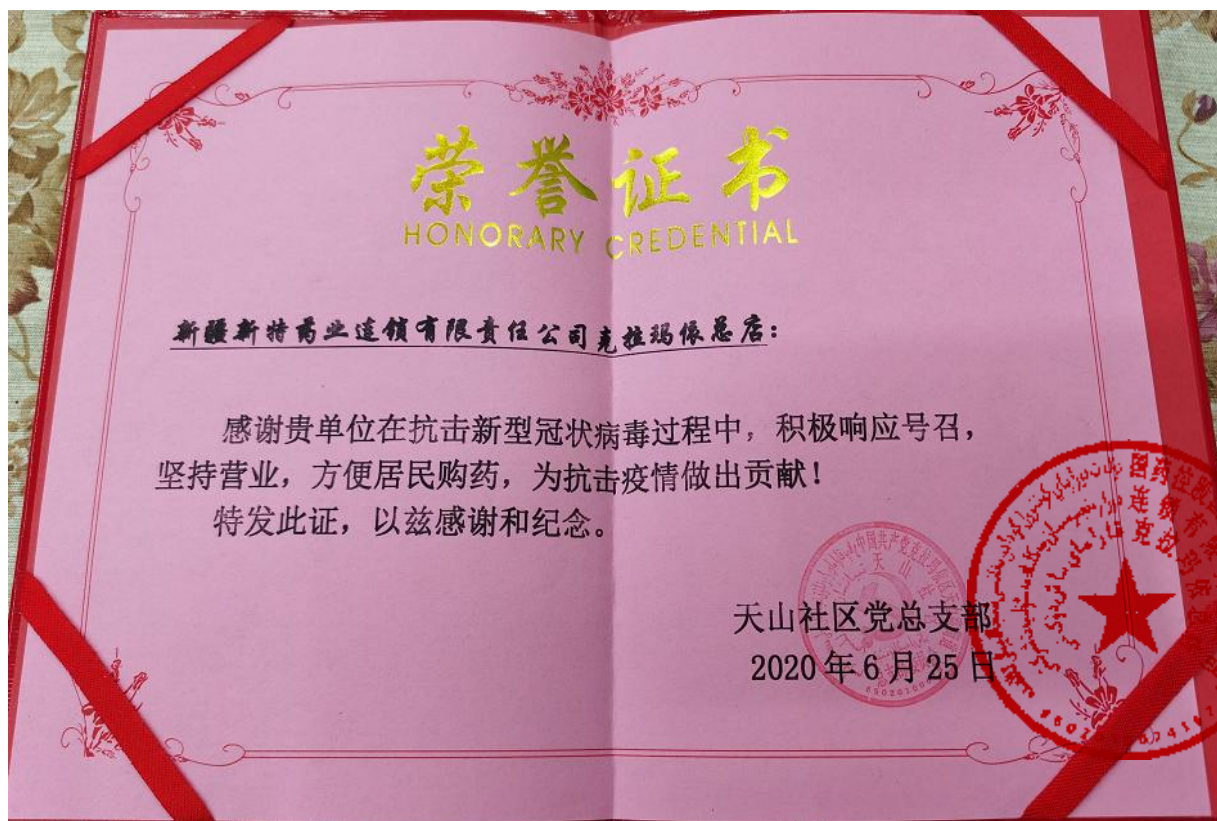 荣誉证书
HONORARY CREDENTIAL
新疆新特药业连锁有限责任公司克拉玛依总店：
感谢贵单位在抗击新型冠状病毒过程中，积极响应号召，
坚持营业，方便居民购药，为抗击疫情做出贡献！
特发此证，以兹感谢和纪念。
天山社区党总支部
2020年6月25日